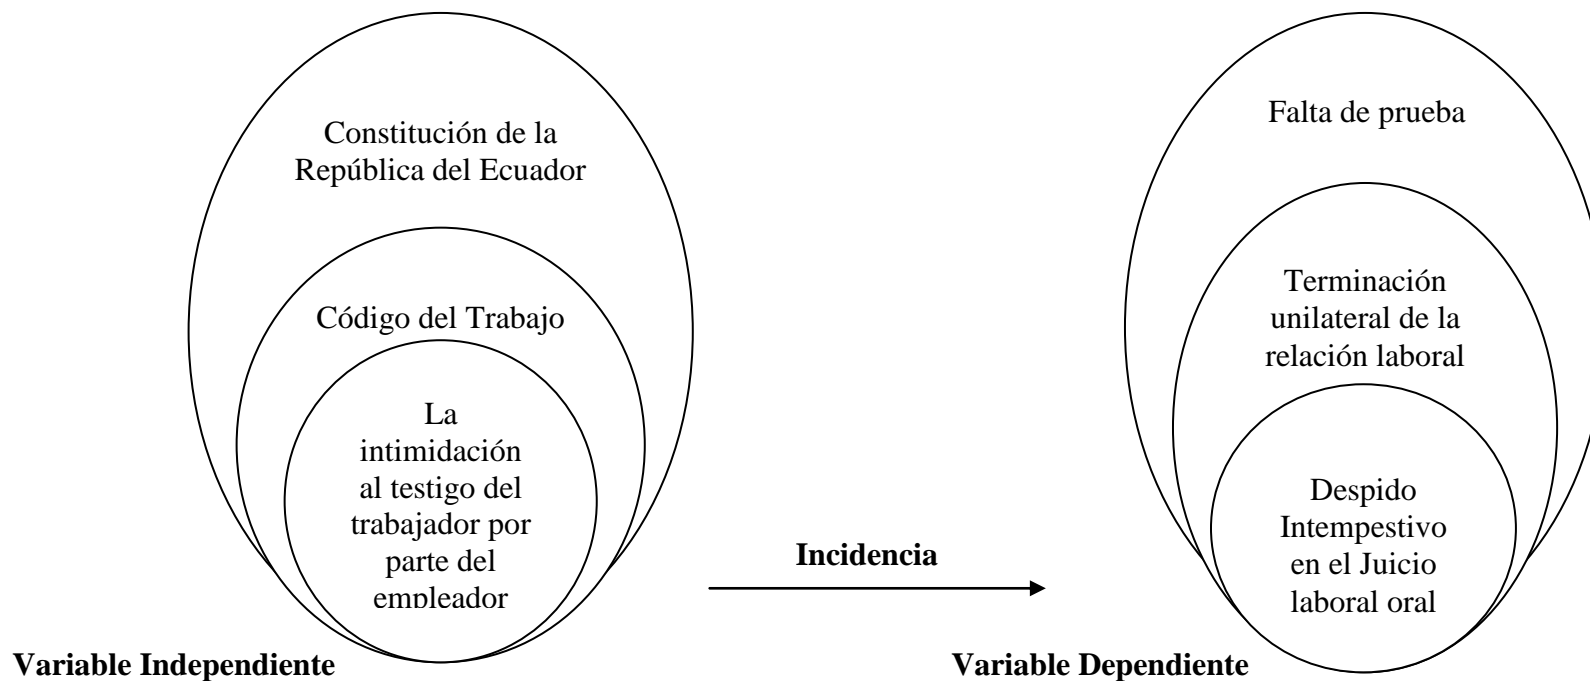 Constitución de la
República del Ecuador
Código del Trabajo
La
intimidación
al testigo del
trabajador por
parte del
empleador
Variable Independiente
Incidencia
Falta de prueba
Terminación
unilateral de la
relación laboral
Despido
Intempestivo
en el Juicio
laboral oral
Variable Dependiente